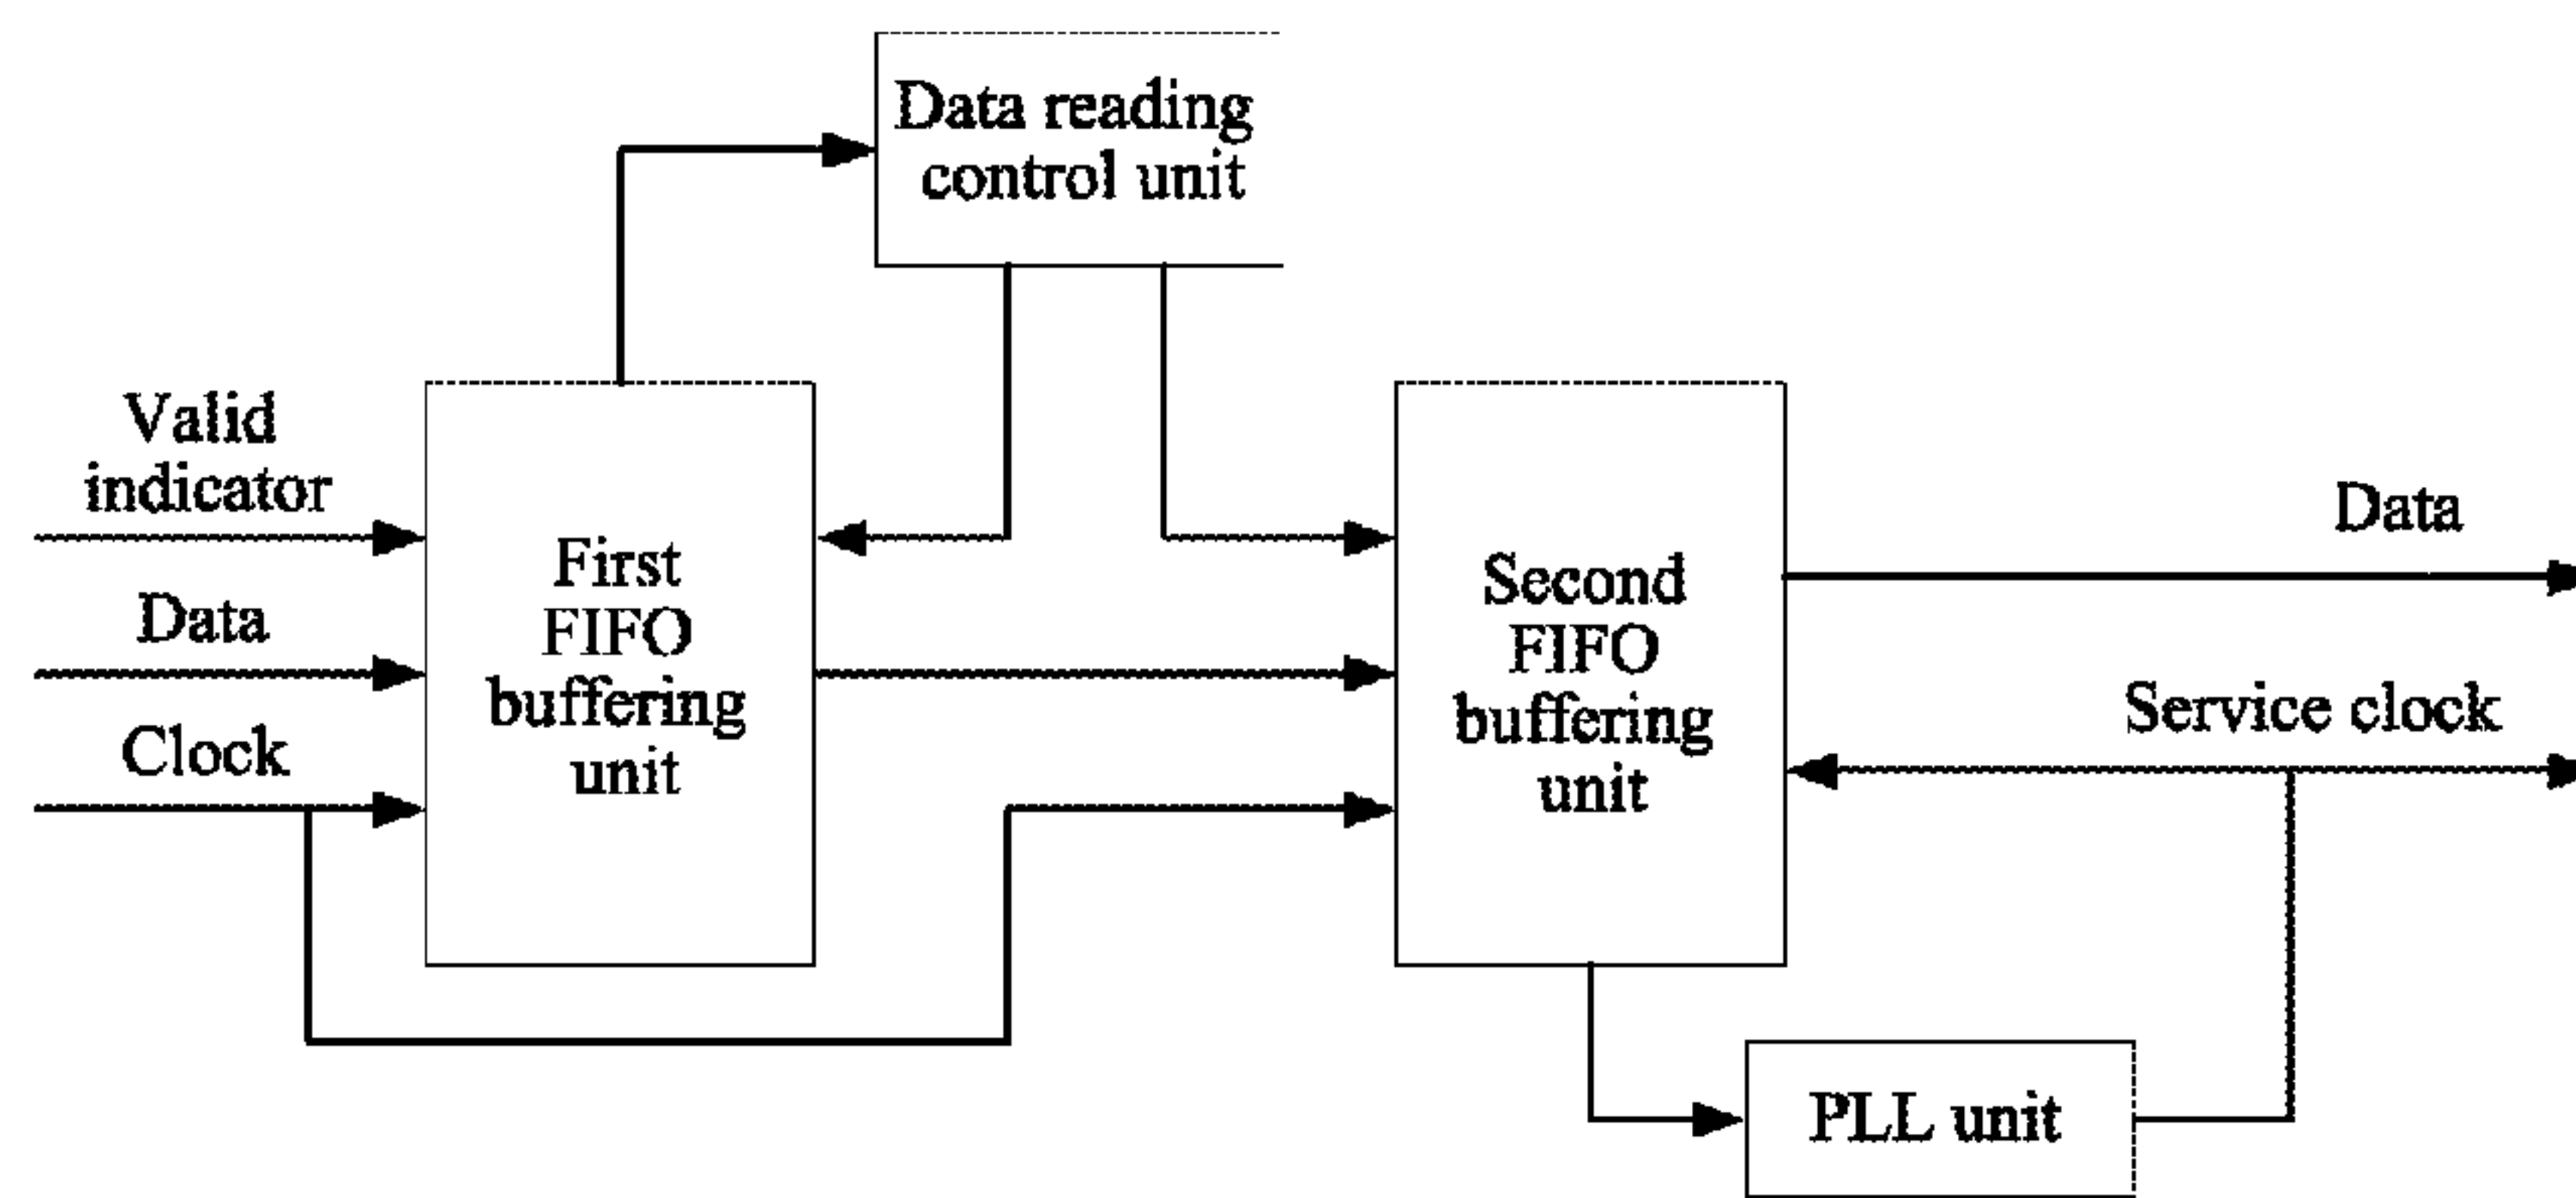 Data reading
control unit
Valid
indicator
Data
Clock
First
FIFO
buffering
unit
Second
FIFO
buffering
unit
Data
Service clock
PLL unit